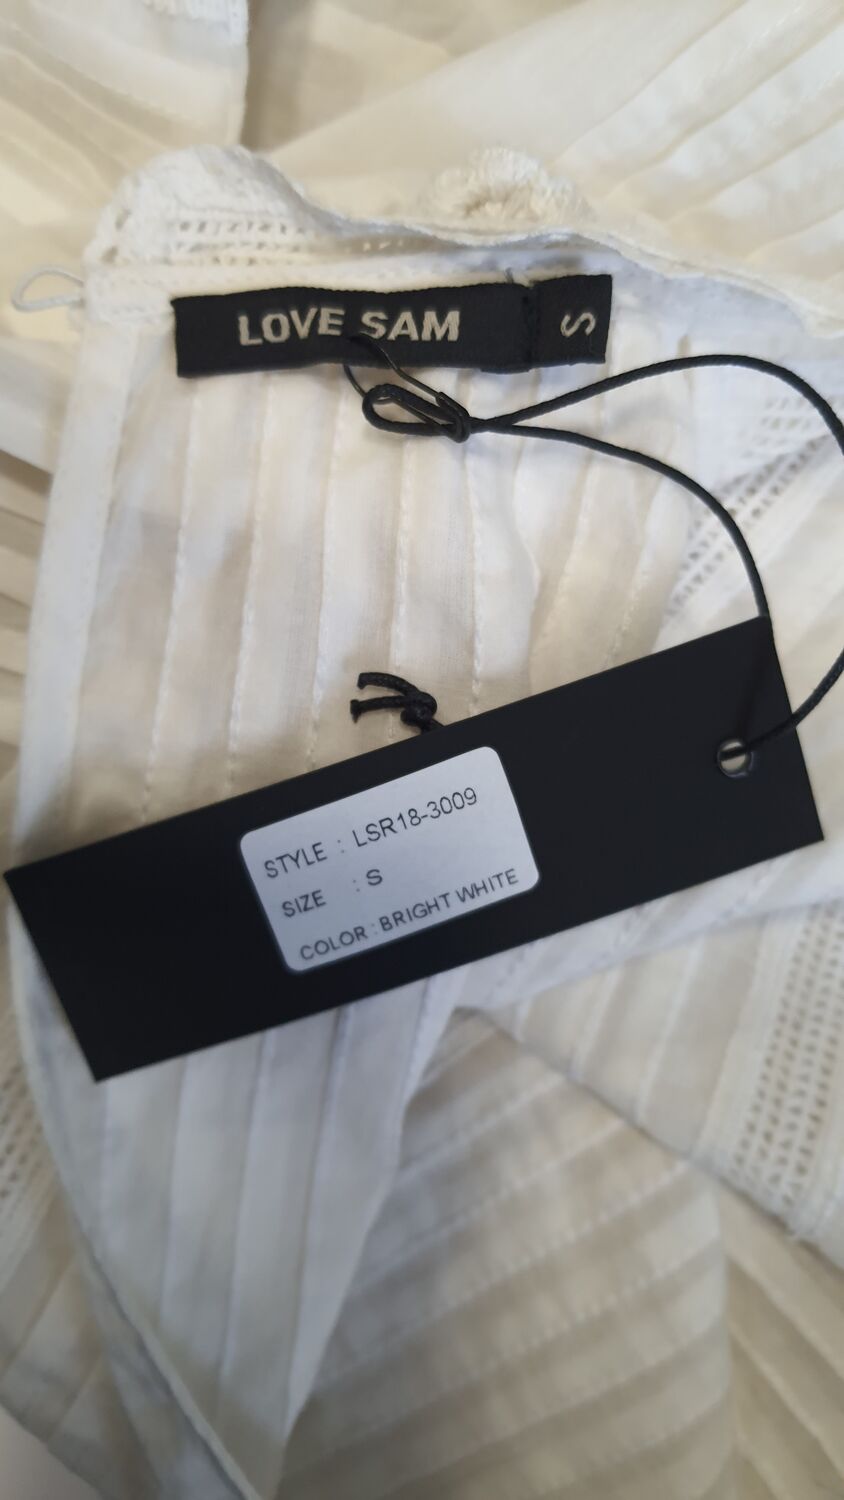 LOVE SAM
S
STYLE : LSR18-3009
SIZE : S
COLOR : BRIGHT WHITE